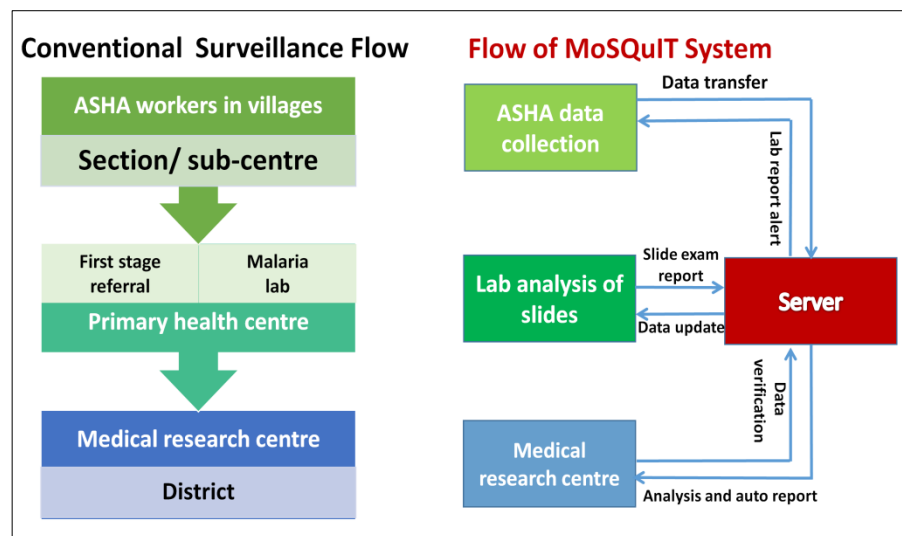 Conventional Surveillance Flow
ASHA workers in villages
Section/ sub-centre
First stage
referral
Malaria
lab
Primary health centre
Medical research centre
District
Flow of MoSQuIT System
Data transfer
ASHA data
collection
Lab report alert
Slide exam
report
Lab analysis of
slides
Server
Data update
Data
verification
Medical
research centre
Analysis and auto report